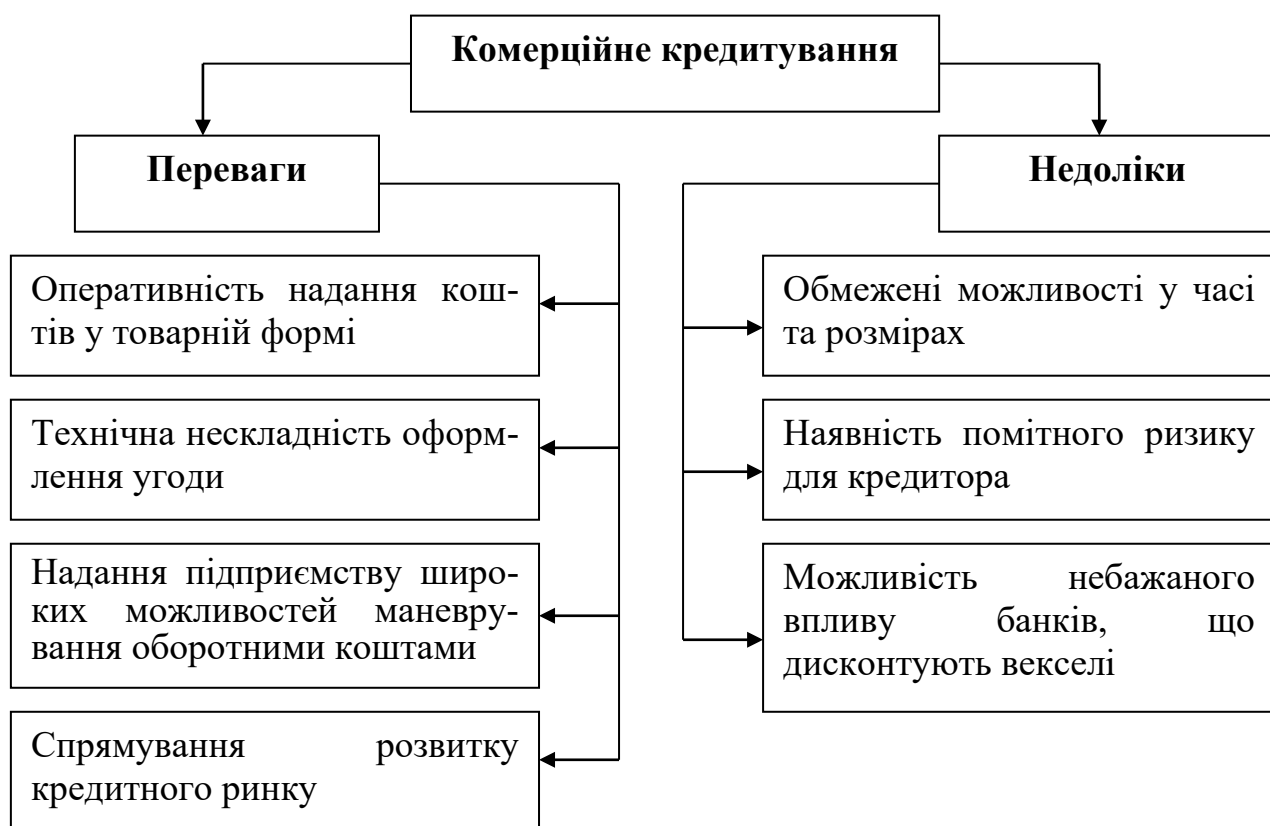 Комерційне кредитування
Переваги
Недоліки
Оперативність надання кош-
тів у товарній формі
Технічна нескладність оформ-
лення угоди
Надання підприємству широ-
ких можливостей маневру-
вання оборотними коштами
Спрямування розвитку
кредитного ринку
Обмежені можливості у часі
та розмірах
Наявність помітного ризику
для кредитора
Можливість небажаного
впливу банків, що
дисконтують векселі